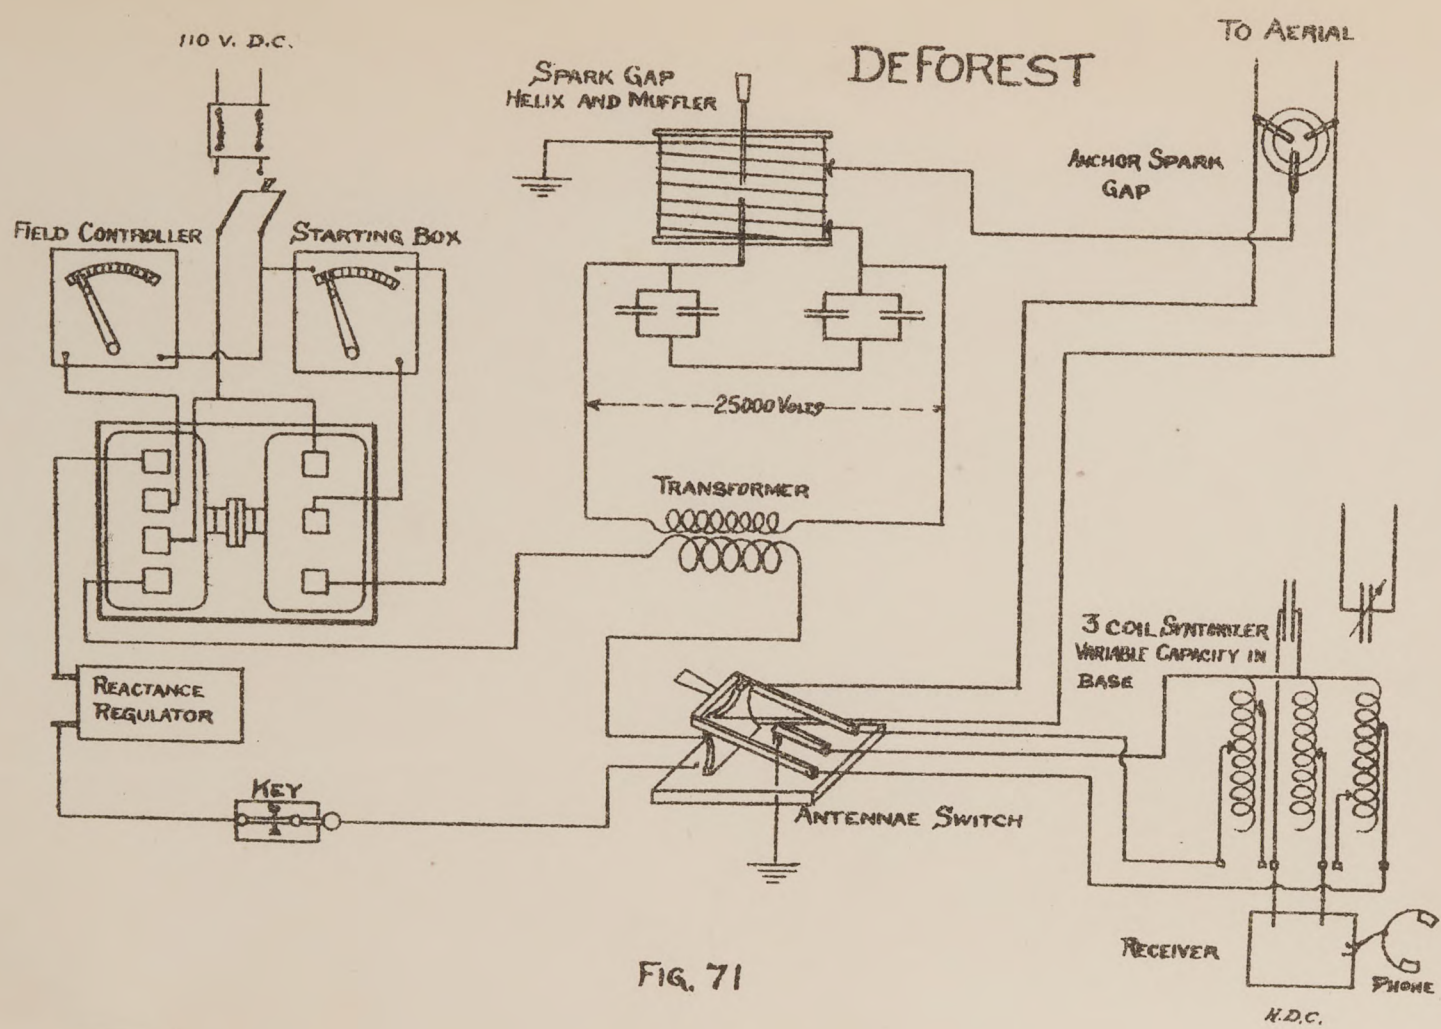 110 V. D.C.
TO AERIAL
DEFOREST
SPARK GAP
HELIX AND MUFFLER
ANCHOR SPARK
GAP
FIELD CONTROLLER
STARTING BOX
25000 VOLTS
TRANSFORMER
3 COIL SYNTONIZER
VARIABLE CAPACITY IN
BASE
REACTANCE
REGULATOR
KEY
ANTENNAE SWITCH
RECEIVER
PHONE
FIG. 71
H.D.C.